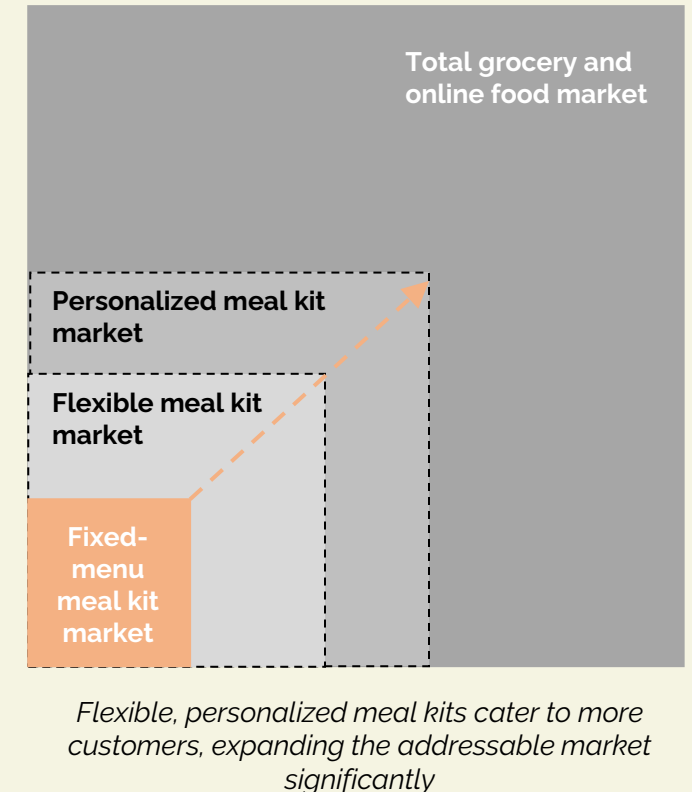 Total grocery and
online food market
Personalized meal kit
market
Flexible meal kit
market
Fixed-
menu
meal kit
market
Flexible, personalized meal kits cater to more
customers, expanding the addressable market
significantly